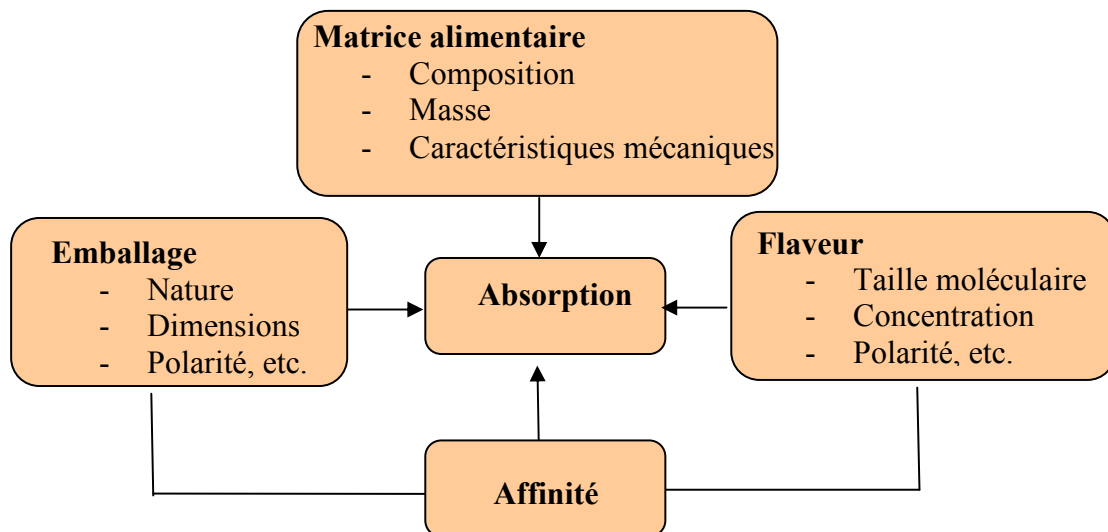 Matrice alimentaire
- Composition
- Masse
- Caractéristiques mécaniques
Emballage
- Nature
- Dimensions
- Polarité, etc.
Absorption
Flaveur
- Taille moléculaire
- Concentration
- Polarité, etc.
Affinité